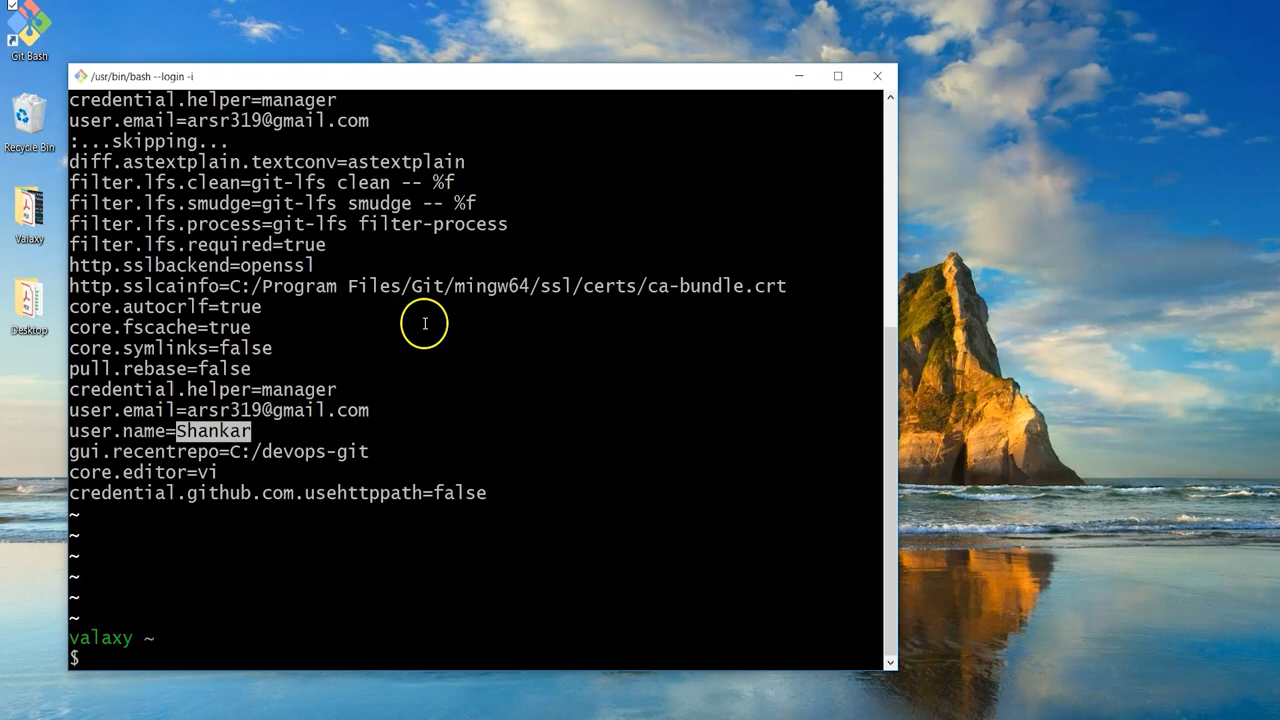 Git Bash
Recycle Bin
Valaxy
Desktop
/usr/bin/bash --login -i
credential.helper=manager
user.email=arsr319@gmail.com
:...skipping...
diff.astextplain.textconv=astextplain
filter.lfs.clean=git-lfs clean -- %f
filter.lfs.smudge=git-lfs smudge -- %f
filter.lfs.process=git-lfs filter-process
filter.lfs.required=true
http.sslbackend=openssl
http.sslcainfo=C:/Program Files/Git/mingw64/ssl/certs/ca-bundle.crt
core.autocrlf=true
core.fscache=true
core.symlinks=false
pull.rebase=false
credential.helper=manager
user.email=arsr319@gmail.com
user.name=Shankar
gui.recentrepo=C:/devops-git
core.editor=vi
credential.github.com.usehttppath=false
~
~
~
~
~
~
valaxy ~
$